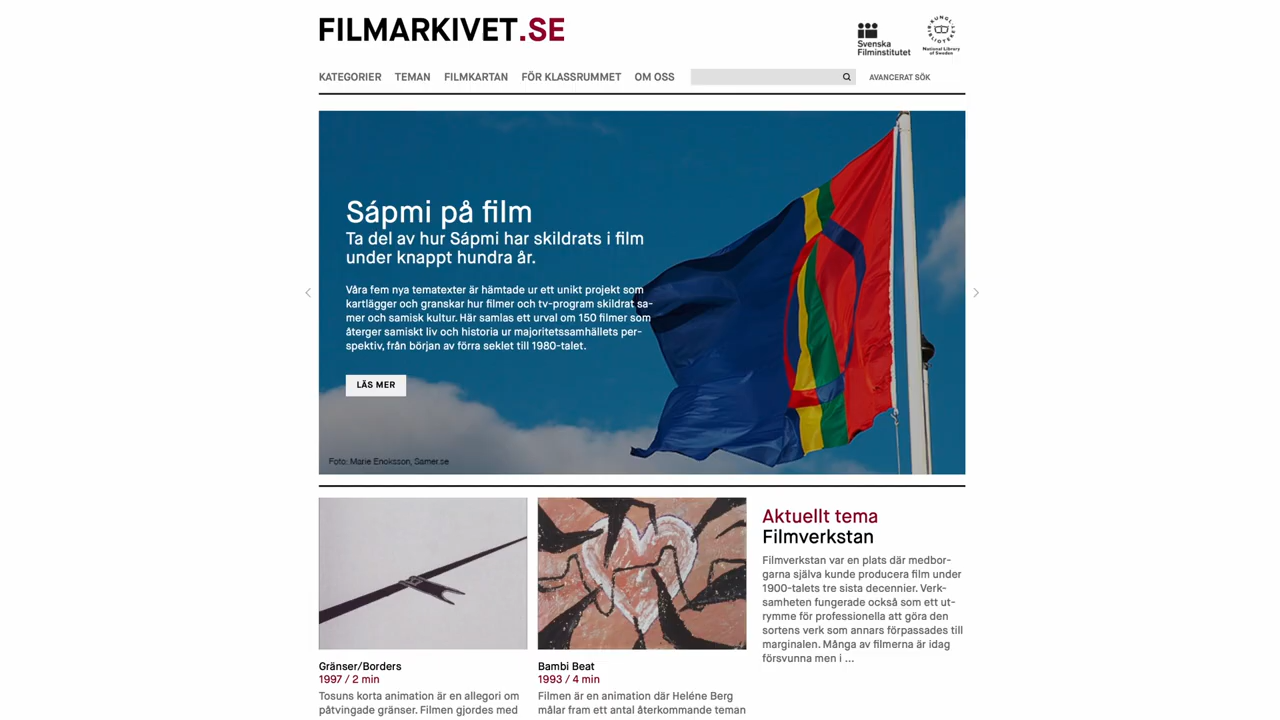 FILMARKIVET.SE
Svenska
Filminstitutet
KUNGL.
BIBLIOTEKET
National Library
of Sweden
KATEGORIER TEMAN FILMKARTAN FÖR KLASSRUMMET OM OSS AVANCERAT SÖK
Sápmi på film
Ta del av hur Sápmi har skildrats i film
under knappt hundra år.
Våra fem nya tematexter är hämtade ur ett unikt projekt som
kartlägger och granskar hur filmer och tv-program skildrat sa-
mer och samisk kultur. Här samlas ett urval om 150 filmer som
återger samiskt liv och historia ur majoritetssamhällets per-
spektiv, från början av förra seklet till 1980-talet.
LÄS MER
Foto: Marie Enoksson, Samer.se
Gränser/Borders
1997 / 2 min
Tosuns korta animation är en allegori om
påtvingade gränser. Filmen gjordes med
Bambi Beat
1993 / 4 min
Filmen är en animation där Heléne Berg
målar fram ett antal återkommande teman
Aktuellt tema
Filmverkstan
Filmverkstan var en plats där medbor-
garna själva kunde producera film under
1900-talets tre sista decennier. Verk-
samheten fungerade också som ett ut-
rymme för professionella att göra den
sortens verk som annars förpassades till
marginalen. Många av filmerna är idag
försvunna men i ...